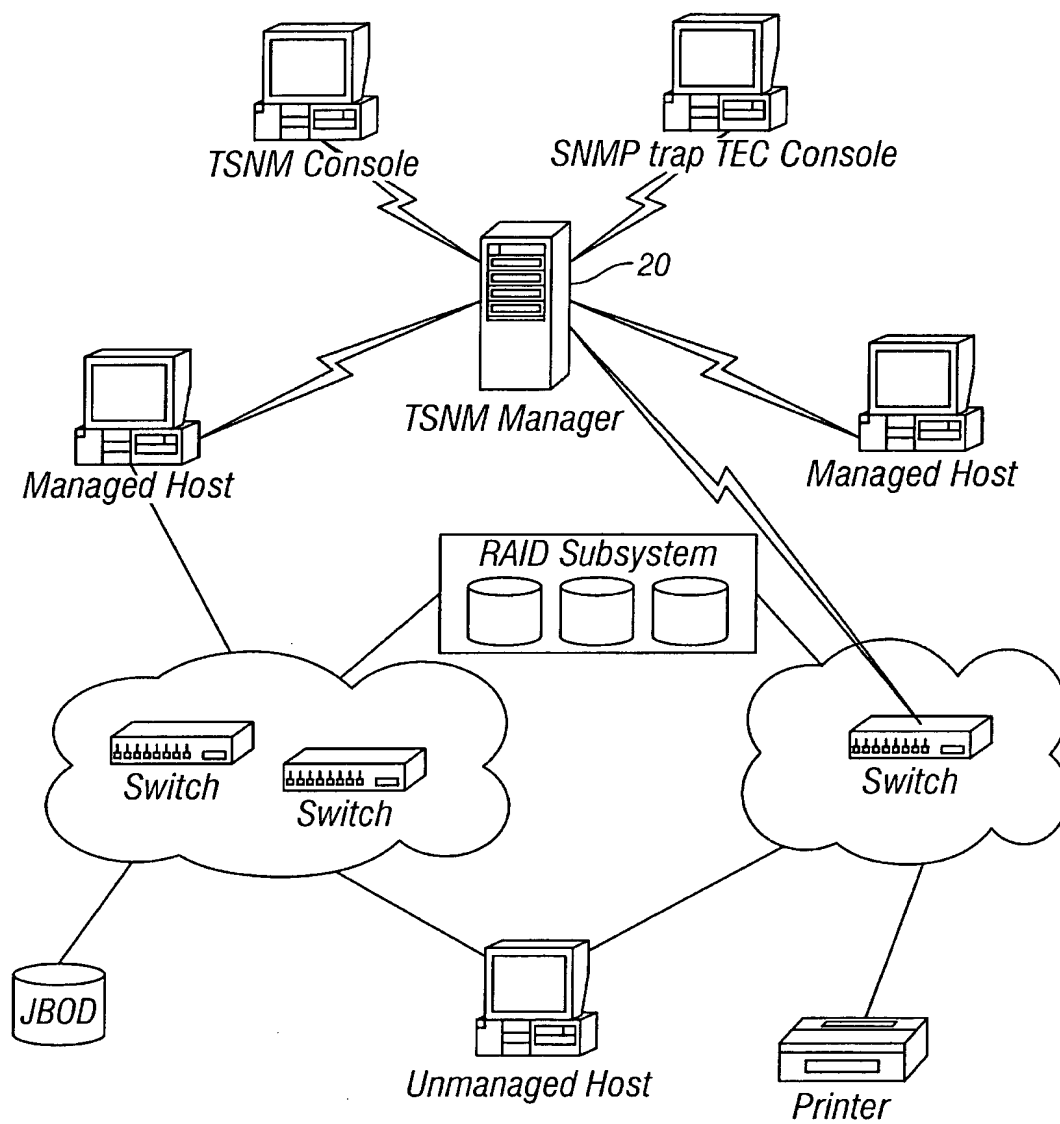 TSNM Console
SNMP trap TEC Console
20
TSNM Manager
Managed Host
Managed Host
RAID Subsystem
Switch
Switch
Switch
JBOD
Unmanaged Host
Printer